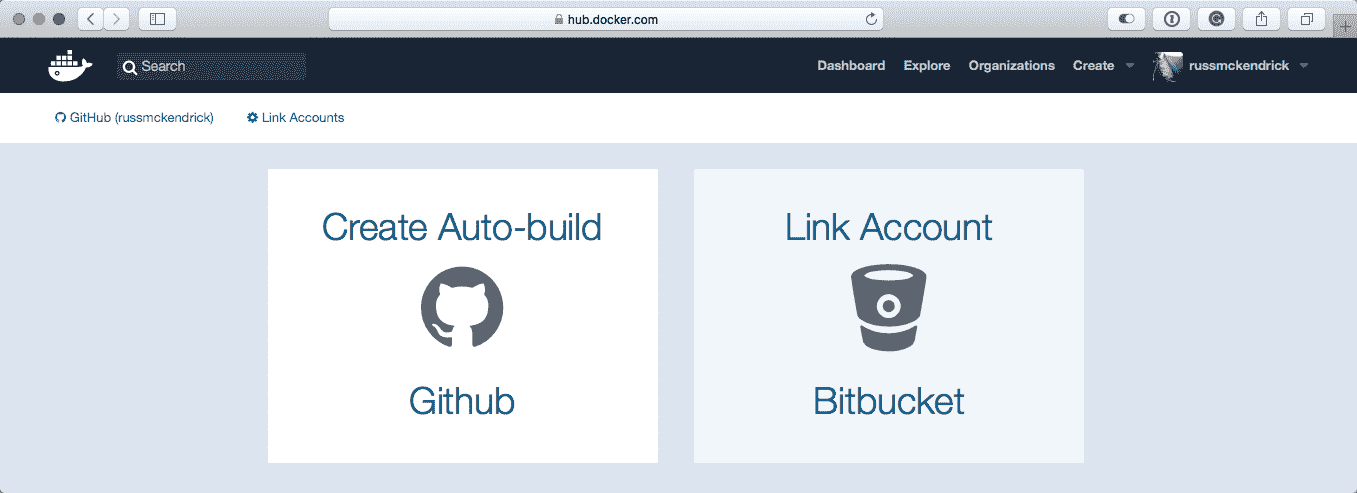 hub.docker.com
Search
Dashboard Explore Organizations Create russmckendrick
GitHub (russmckendrick) Link Accounts
Create Auto-build
Github
Link Account
Bitbucket